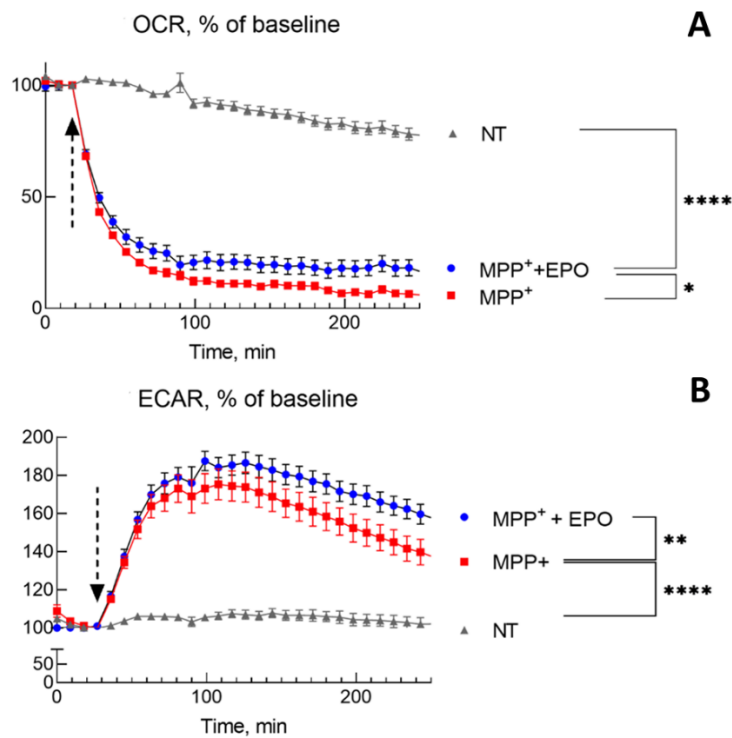 OCR, % of baseline
A
100
50
0
NT
MPP⁺+EPO
MPP⁺
****
*
0
100
200
Time, min
B
ECAR, % of baseline
200
180
160
140
120
100
50
0
MPP⁺ + EPO
MPP+
NT
**
****
0
100
200
Time, min